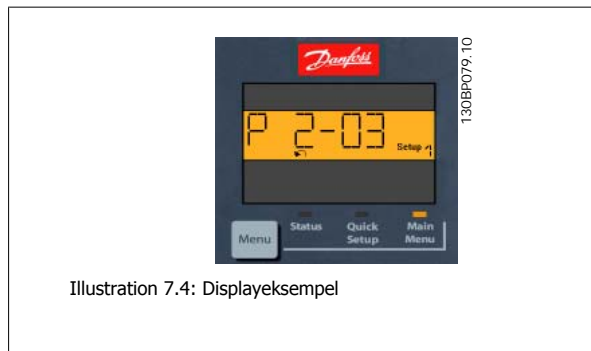 Danfoss
130BP079.10
P 2-03
Setup 1
Menu
Status
Quick Setup
Main Menu
Illustration 7.4: Displayeksempel